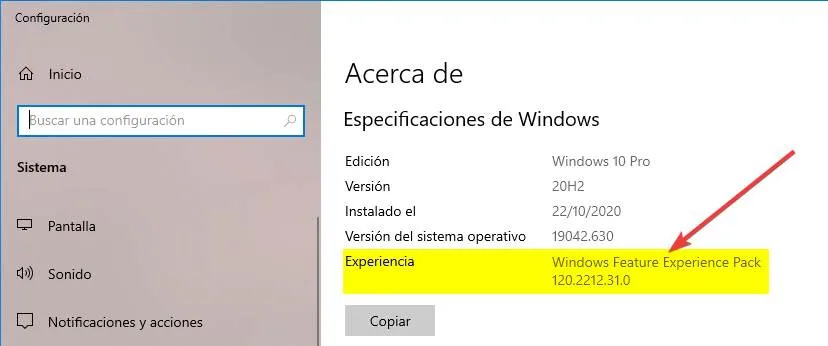 Configuración
Inicio
Buscar una configuración
Sistema
Pantalla
Sonido
Notificaciones y acciones
Acerca de
Especificaciones de Windows
Edición Windows 10 Pro
Versión 20H2
Instalado el 22/10/2020
Versión del sistema operativo 19042.630
Experiencia Windows Feature Experience Pack
120.2212.31.0
Copiar